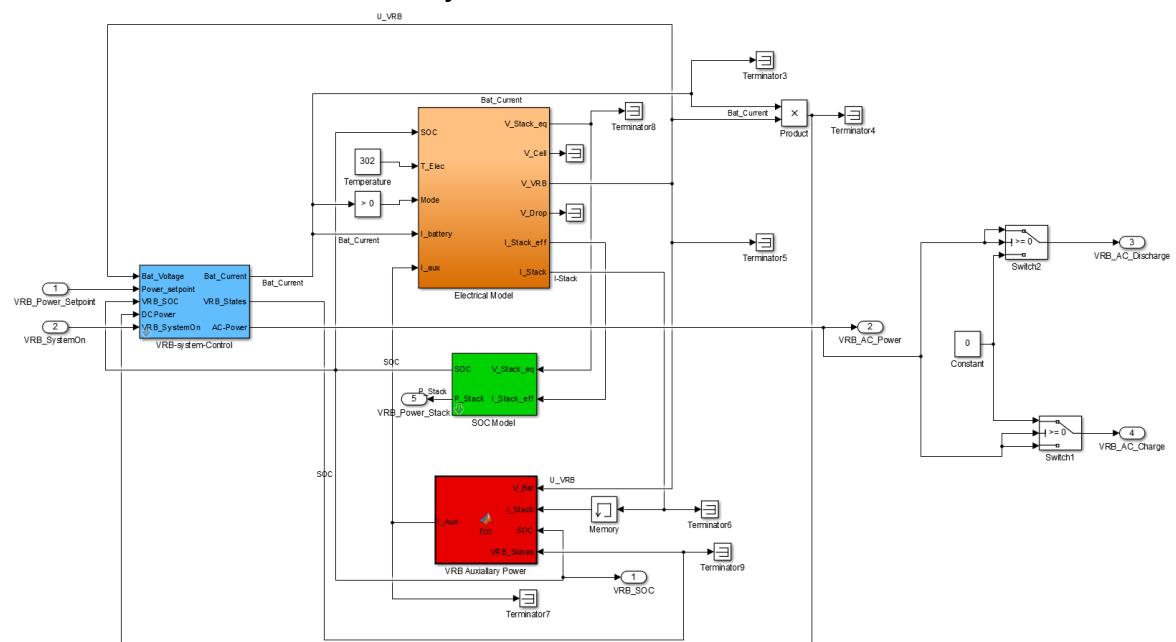 U_VRB
Terminator3
Bat_Current
Bat_Current
×
Product
Terminator4
SOC
T_Elec
Mode
I_battery
I_aux
V_Stack_eq
V_Cell
V_VRB
V_Drop
I_Stack_eff
I_Stack
Electrical Model
Terminator8
302
Temperature
> 0
Bat_Current
I-Stack
Terminator5
1
VRB_Power_Setpoint
2
VRB_SystemOn
Bat_Voltage
Power_setpoint
VRB_SOC
DCPower
VRB_SystemOn
Bat_Current
VRB_States
AC-Power
VRB-system-Control
Bat_Current
>= 0
Switch2
3
VRB_AC_Discharge
2
VRB_AC_Power
0
Constant
SOC
SOC
P_Stack
V_Stack_eq
I_Stack_eff
SOC Model
P_Stack
5
VRB_Power_Stack
>= 0
Switch1
4
VRB_AC_Charge
SOC
U_VRB
V_Bat
I_Stack
SOC
VRB_States
I_Aux
fcn
VRB Auxiallary Power
Memory
Terminator6
Terminator9
1
VRB_SOC
Terminator7